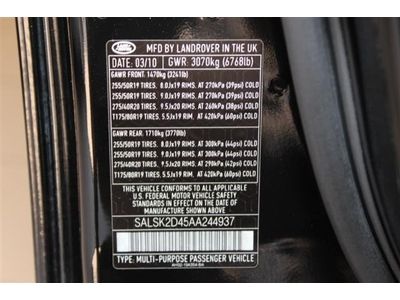 LAND ROVER
MFD BY LANDROVER IN THE UK
DATE: 03/10 GWR: 3070kg (6768lb)
GAWR FRONT: 1470kg (3241lb)
255/50R19 TIRES. 8.0Jx19 RIMS. AT 270kPA (39psi) COLD
255/50R19 TIRES. 9.0Jx19 RIMS. AT 270kPA (39psi) COLD
275/40R20 TIRES. 9.5Jx20 RIMS. AT 260kPA (38psi) COLD
T175/80R19 TIRES. 5.5Jx19 RIM. AT 420kPA (60psi) COLD
GAWR REAR: 1710kg (3770lb)
255/50R19 TIRES. 8.0Jx19 RIMS. AT 300kPA (44psi) COLD
255/50R19 TIRES. 9.0Jx19 RIMS. AT 300kPA (44psi) COLD
275/40R20 TIRES. 9.5Jx20 RIMS. AT 290kPA (42psi) COLD
T175/80R19 TIRES. 5.5Jx19 RIM. AT 420kPA (60psi) COLD
THIS VEHICLE CONFORMS TO ALL APPLICABLE
U.S. FEDERAL MOTOR VEHICLE SAFETY STANDARDS
IN EFFECT ON THE DATE OF MANUFACTURE SHOWN ABOVE
SALSK2D45AA244937
TYPE: MULTI-PURPOSE PASSENGER VEHICLE